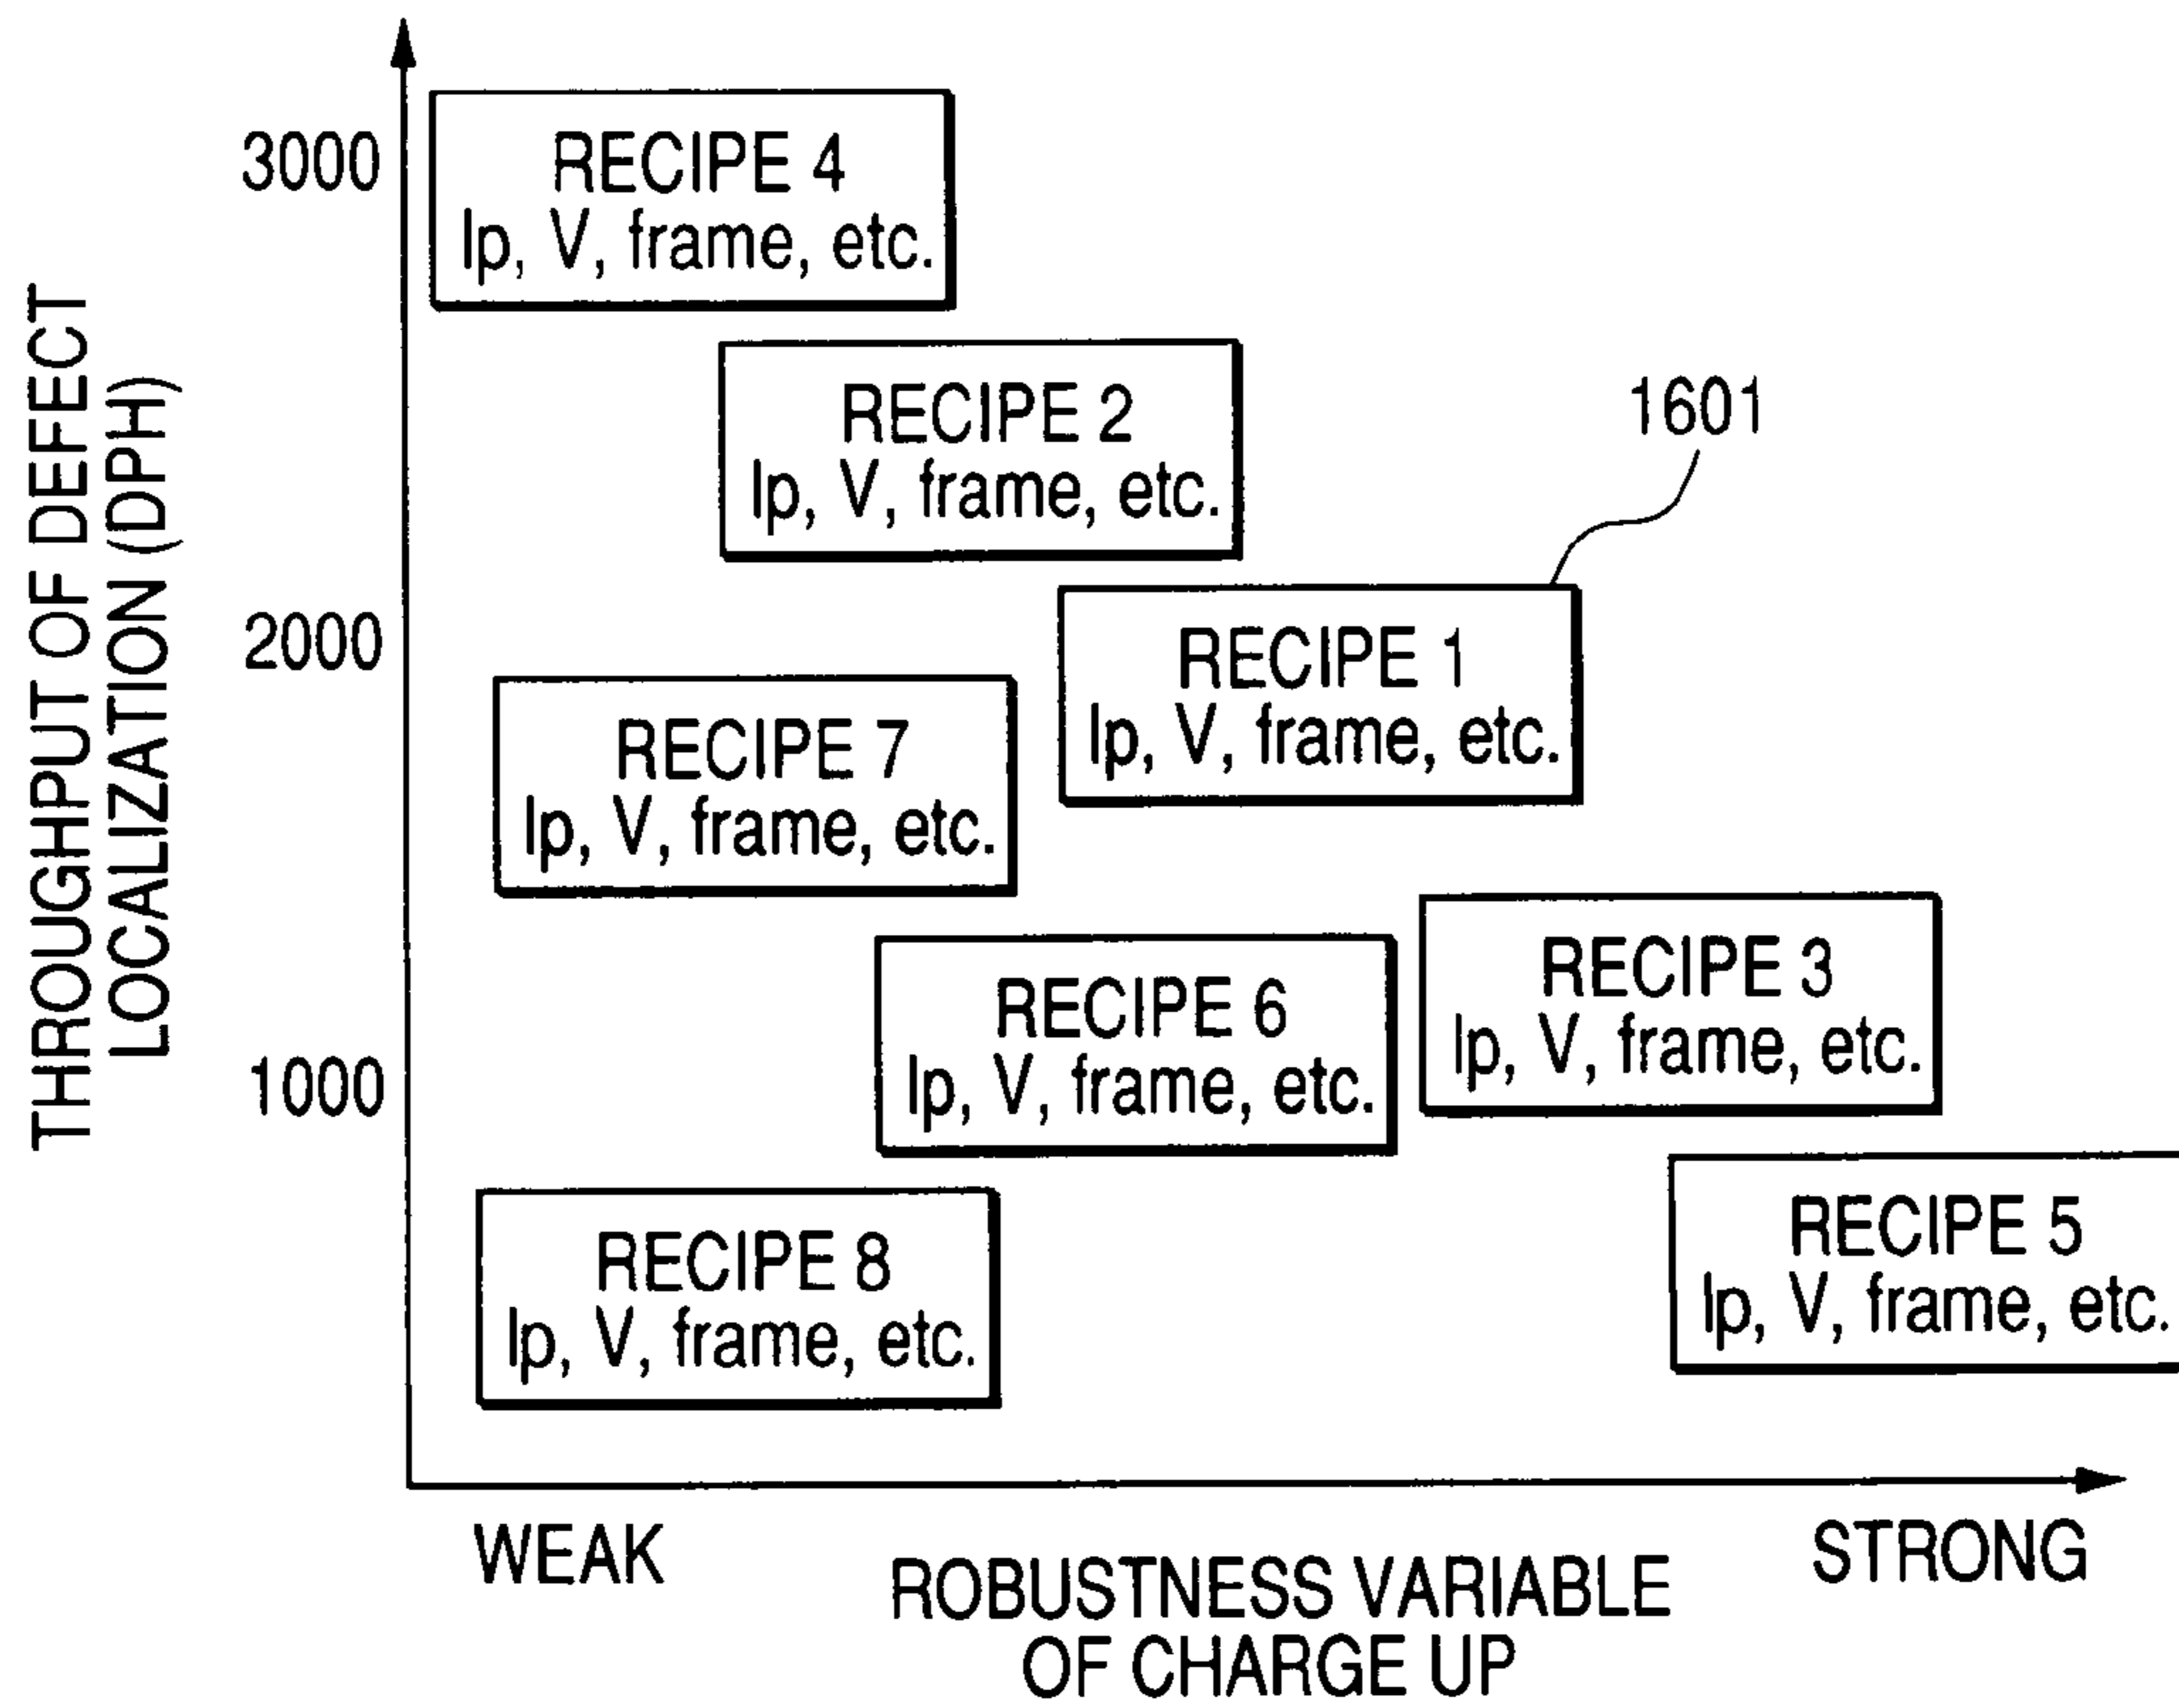 THROUGHPUT OF DEFECT
LOCALIZATION (DPH)
3000
2000
1000
RECIPE 4
Ip, V, frame, etc.
RECIPE 2
Ip, V, frame, etc.
1601
RECIPE 1
Ip, V, frame, etc.
RECIPE 7
Ip, V, frame, etc.
RECIPE 3
Ip, V, frame, etc.
RECIPE 6
Ip, V, frame, etc.
RECIPE 5
Ip, V, frame, etc.
RECIPE 8
Ip, V, frame, etc.
WEAK
STRONG
ROBUSTNESS VARIABLE
OF CHARGE UP